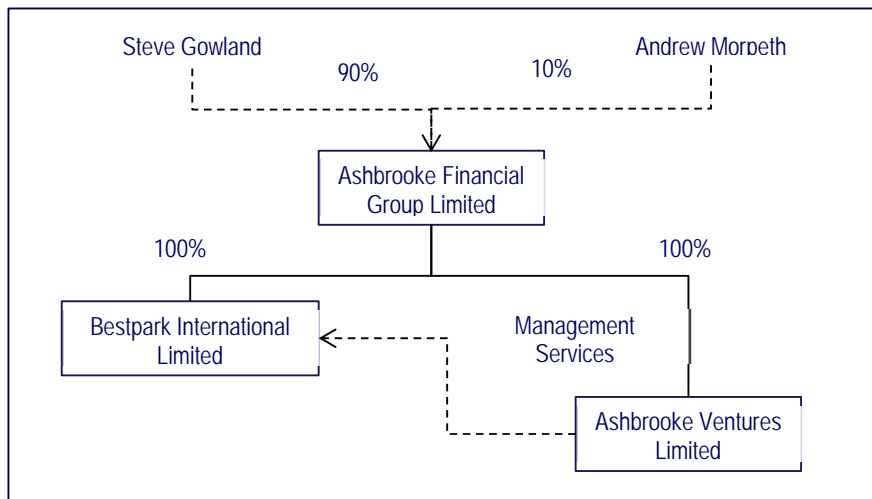 Steve Gowland
Andrew Morpeth
90%
10%
Ashbrooke Financial
Group Limited
100%
100%
Bestpark International
Limited
Management
Services
Ashbrooke Ventures
Limited